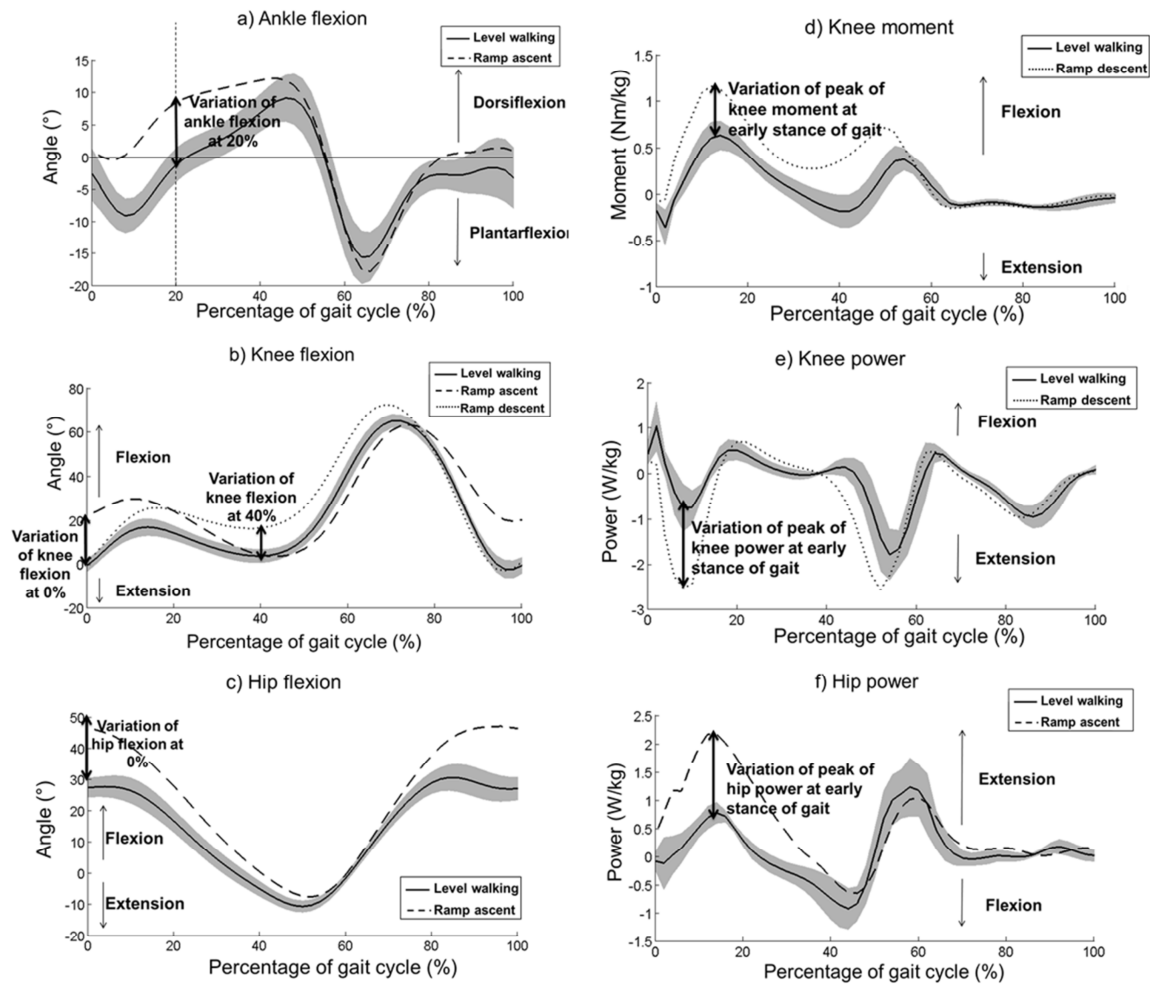 a) Ankle flexion
Level walking
Ramp ascent
15
10
5
0
-5
-10
-15
-20
Angle (°)
Variation of
ankle flexion
at 20%
Dorsiflexion
Plantarflexion
0 20 40 60 80 100
Percentage of gait cycle (%)
b) Knee flexion
Level walking
Ramp ascent
Ramp descent
80
60
40
20
0
-20
Angle (°)
Flexion
Variation of
knee flexion
at 40%
Variation
of knee
flexion
at 0%
Extension
0 20 40 60 80 100
Percentage of gait cycle (%)
c) Hip flexion
50
40
30
20
10
0
-10
-20
Angle (°)
Variation of
hip flexion at
0%
Flexion
Extension
Level walking
Ramp ascent
0 20 40 60 80 100
Percentage of gait cycle (%)
d) Knee moment
Level walking
Ramp descent
1.5
1
0.5
0
-0.5
-1
Moment (Nm/kg)
Variation of peak of
knee moment at
early stance of gait
Flexion
Extension
0 20 40 60 80 100
Percentage of gait cycle (%)
e) Knee power
Level walking
Ramp descent
2
1
0
-1
-2
-3
Power (W/kg)
Flexion
Variation of peak of
knee power at early
stance of gait
Extension
0 20 40 60 80 100
Percentage of gait cycle (%)
f) Hip power
Level walking
Ramp ascent
2.5
2
1.5
1
0.5
0
-0.5
-1
-1.5
Power (W/kg)
Variation of peak of
hip power at early
stance of gait
Extension
Flexion
0 20 40 60 80 100
Percentage of gait cycle (%)